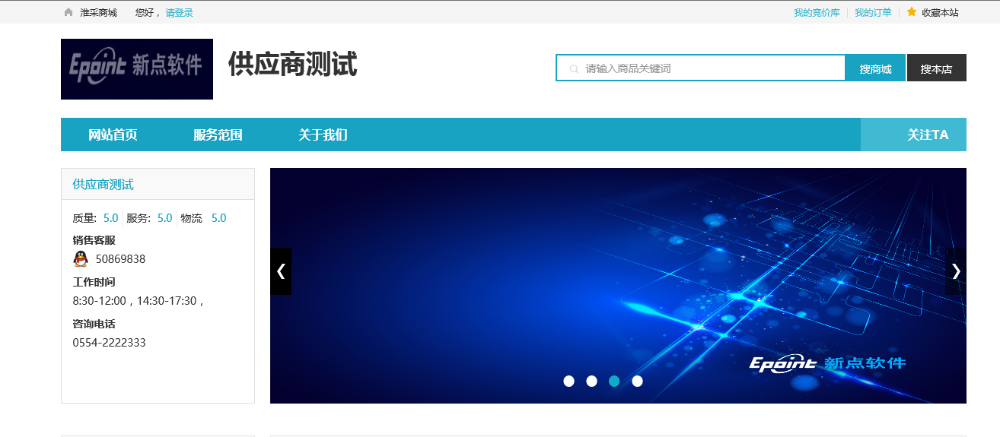 淮采商城 您好， 请登录 我的竞价库 我的订单 收藏本站
Epoint 新点软件 供应商测试
请输入商品关键词 搜商城 搜本店
网站首页 服务范围 关于我们 关注TA
供应商测试
质量: 5.0 服务: 5.0 物流 5.0
销售客服
50869838
工作时间
8:30-12:00，14:30-17:30，
咨询电话
0554-2222333
Epoint 新点软件